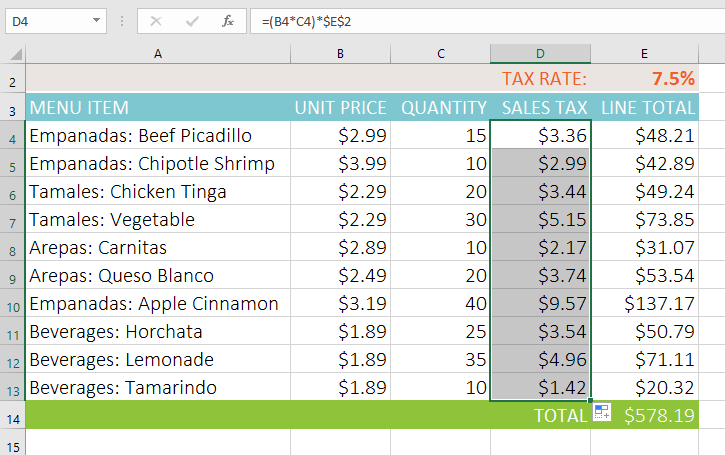 D4 fx =(B4*C4)*$E$2
A B C D E
2 TAX RATE: 7.5%
3 MENU ITEM UNIT PRICE QUANTITY SALES TAX LINE TOTAL
4 Empanadas: Beef Picadillo $2.99 15 $3.36 $48.21
5 Empanadas: Chipotle Shrimp $3.99 10 $2.99 $42.89
6 Tamales: Chicken Tinga $2.29 20 $3.44 $49.24
7 Tamales: Vegetable $2.29 30 $5.15 $73.85
8 Arepas: Carnitas $2.89 10 $2.17 $31.07
9 Arepas: Queso Blanco $2.49 20 $3.74 $53.54
10 Empanadas: Apple Cinnamon $3.19 40 $9.57 $137.17
11 Beverages: Horchata $1.89 25 $3.54 $50.79
12 Beverages: Lemonade $1.89 35 $4.96 $71.11
13 Beverages: Tamarindo $1.89 10 $1.42 $20.32
14 TOTAL $578.19
15